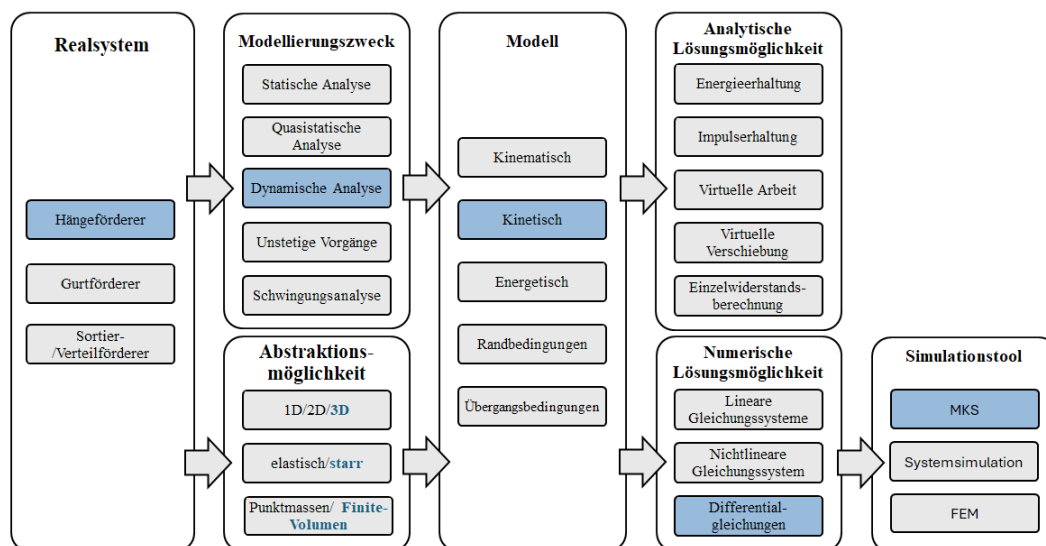 Realsystem
Hängeförderer
Gurtförderer
Sortier-
/Verteilförderer
Modellierungszweck
Statische Analyse
Quasistatische
Analyse
Dynamische Analyse
Unstetige Vorgänge
Schwingungsanalyse
Abstraktions-
möglichkeit
1D/2D/3D
elastisch/starr
Punktmassen/ Finite-
Volumen
Modell
Kinematisch
Kinetisch
Energetisch
Randbedingungen
Übergangsbedingungen
Analytische
Lösungsmöglichkeit
Energieerhaltung
Impulserhaltung
Virtuelle Arbeit
Virtuelle
Verschiebung
Einzelwiderstands-
berechnung
Numerische
Lösungsmöglichkeit
Lineare
Gleichungssysteme
Nichtlineare
Gleichungssystem
Differential-
gleichungen
Simulationstool
MKS
Systemsimulation
FEM